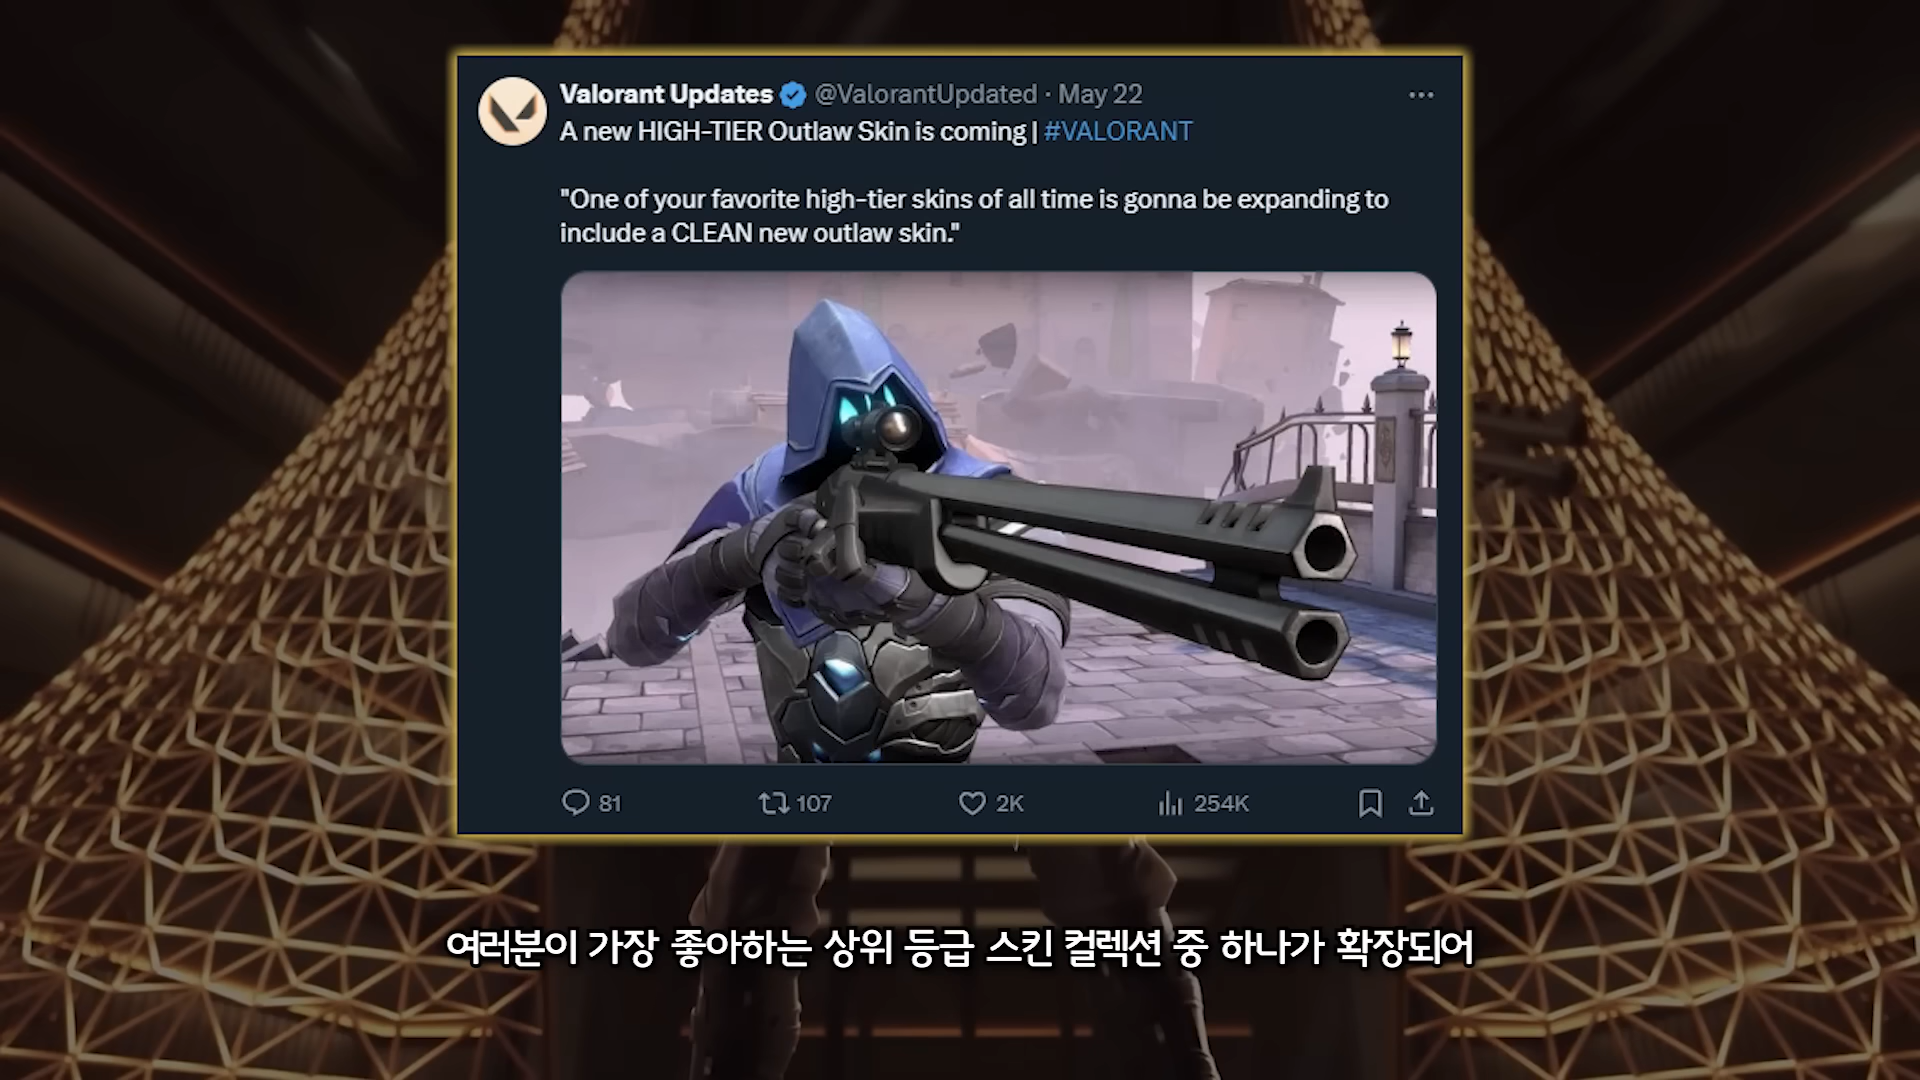 Valorant Updates @ValorantUpdated · May 22
A new HIGH-TIER Outlaw Skin is coming | #VALORANT
"One of your favorite high-tier skins of all time is gonna be expanding to
include a CLEAN new outlaw skin."
81 107 2K 254K
여러분이 가장 좋아하는 상위 등급 스킨 컬렉션 중 하나가 확장되어